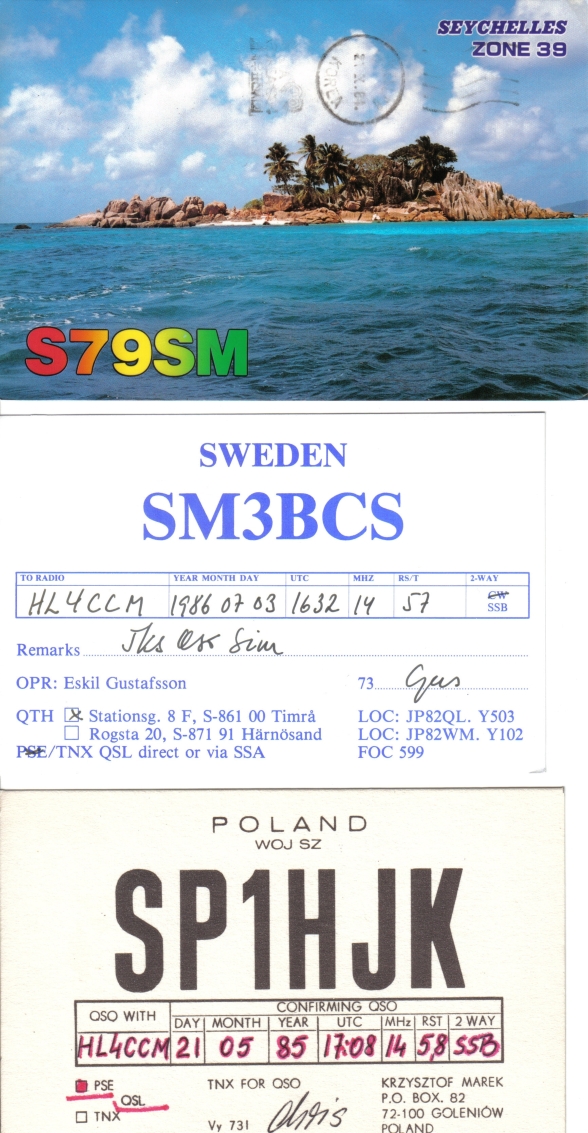 SEYCHELLES
ZONE 39
S79SM
SWEDEN
SM3BCS
TO RADIO YEAR MONTH DAY UTC MHZ RS/T 2-WAY
HL4CCM 1986 07 03 1632 14 57 CW SSB
Remarks Tks QSO Sim
OPR: Eskil Gustafsson 73 Gus
QTH ☒ Stationsg. 8 F, S-861 00 Timrå LOC: JP82QL. Y503
☐ Rogsta 20, S-871 91 Härnösand LOC: JP82WM. Y102
PSE/TNX QSL direct or via SSA FOC 599
POLAND
WOJ SZ
SP1HJK
QSO WITH CONFIRMING QSO
DAY MONTH YEAR UTC MHz RST 2 WAY
HL4CCM 21 05 85 17:08 14 58 SSB
PSE TNX FOR QSO KRZYSZTOF MAREK
QSL P.O. BOX. 82
☐ TNX 72-100 GOLENIÓW
Vy 73! Chris POLAND